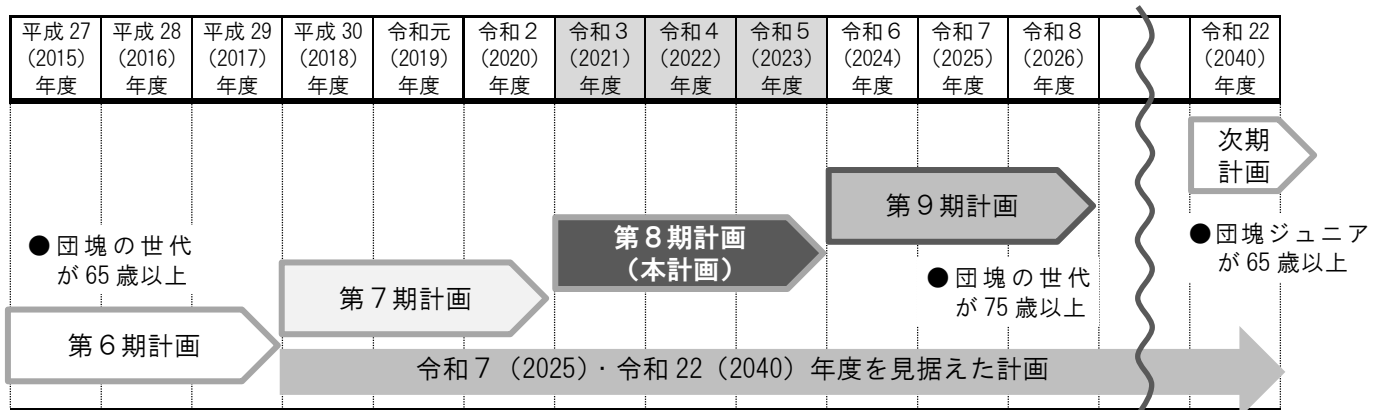 平成 27 平成 28 平成 29 平成 30 令和元 令和２ 令和３ 令和４ 令和５ 令和６ 令和７ 令和８ 令和 22
（2015） （2016） （2017） （2018） （2019） （2020） （2021） （2022） （2023） （2024） （2025） （2026） （2040）
年度 年度 年度 年度 年度 年度 年度 年度 年度 年度 年度 年度 年度
次期
計画
第９期計画
第８期計画
（本計画）
●団塊の世代
が 65 歳以上
●団塊ジュニア
が 65 歳以上
第７期計画
●団塊の世代
が 75 歳以上
第６期計画
令和７（2025）・令和 22（2040）年度を見据えた計画